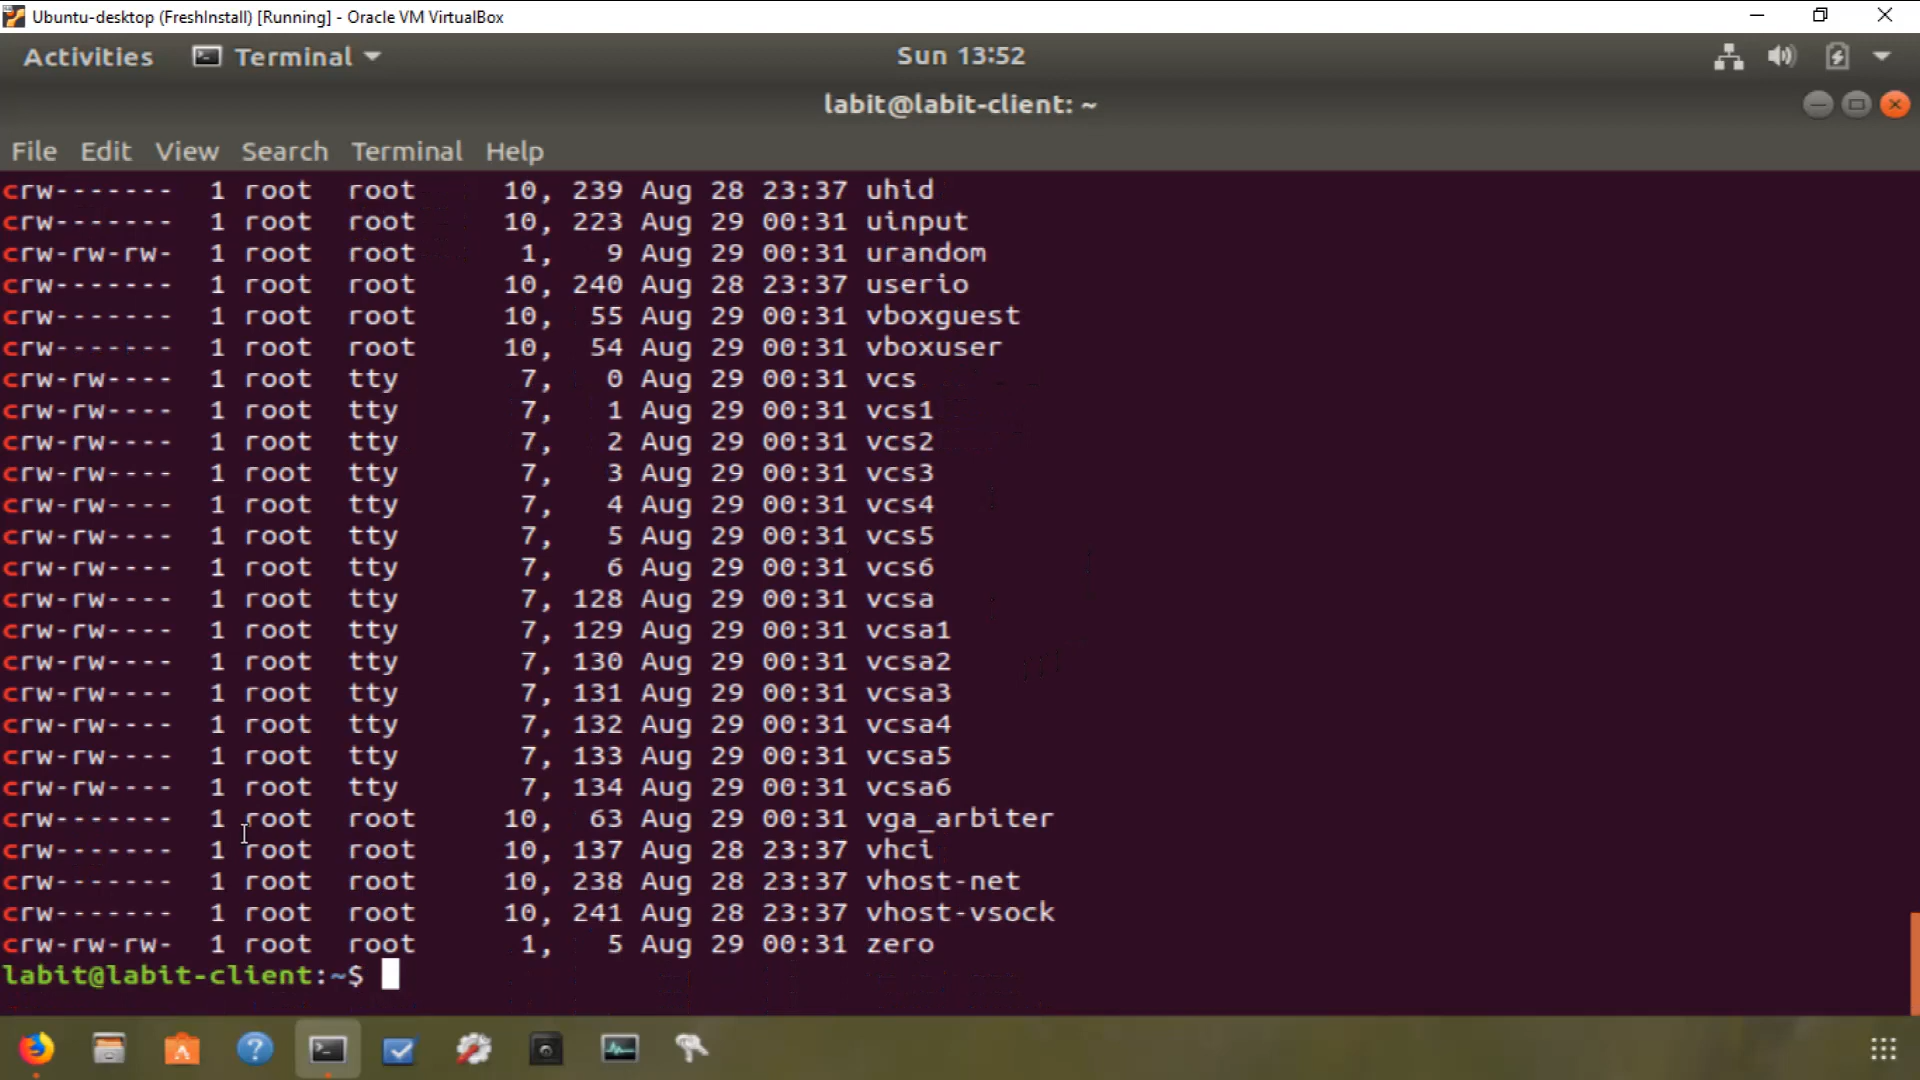 Ubuntu-desktop (FreshInstall) [Running] - Oracle VM VirtualBox
Activities Terminal Sun 13:52
labit@labit-client: ~
File Edit View Search Terminal Help
crw------- 1 root root 10, 239 Aug 28 23:37 uhid
crw------- 1 root root 10, 223 Aug 29 00:31 uinput
crw-rw-rw- 1 root root 1, 9 Aug 29 00:31 urandom
crw------- 1 root root 10, 240 Aug 28 23:37 userio
crw------- 1 root root 10, 55 Aug 29 00:31 vboxguest
crw------- 1 root root 10, 54 Aug 29 00:31 vboxuser
crw-rw---- 1 root tty 7, 0 Aug 29 00:31 vcs
crw-rw---- 1 root tty 7, 1 Aug 29 00:31 vcs1
crw-rw---- 1 root tty 7, 2 Aug 29 00:31 vcs2
crw-rw---- 1 root tty 7, 3 Aug 29 00:31 vcs3
crw-rw---- 1 root tty 7, 4 Aug 29 00:31 vcs4
crw-rw---- 1 root tty 7, 5 Aug 29 00:31 vcs5
crw-rw---- 1 root tty 7, 6 Aug 29 00:31 vcs6
crw-rw---- 1 root tty 7, 128 Aug 29 00:31 vcsa
crw-rw---- 1 root tty 7, 129 Aug 29 00:31 vcsa1
crw-rw---- 1 root tty 7, 130 Aug 29 00:31 vcsa2
crw-rw---- 1 root tty 7, 131 Aug 29 00:31 vcsa3
crw-rw---- 1 root tty 7, 132 Aug 29 00:31 vcsa4
crw-rw---- 1 root tty 7, 133 Aug 29 00:31 vcsa5
crw-rw---- 1 root tty 7, 134 Aug 29 00:31 vcsa6
crw------- 1 root root 10, 63 Aug 29 00:31 vga_arbiter
crw------- 1 root root 10, 137 Aug 28 23:37 vhci
crw------- 1 root root 10, 238 Aug 28 23:37 vhost-net
crw------- 1 root root 10, 241 Aug 28 23:37 vhost-vsock
crw-rw-rw- 1 root root 1, 5 Aug 29 00:31 zero
labit@labit-client:~$